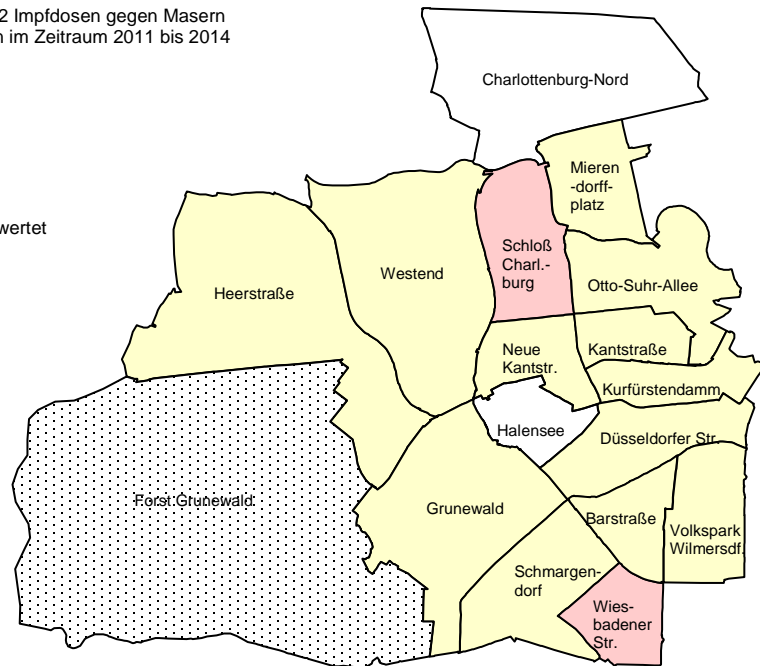 2 Impfdosen gegen Masern
im Zeitraum 2011 bis 2014
Charlottenburg-Nord
Mieren
-dorff-
platz
wertet
Schloß
Charl.-
burg
Westend
Heerstraße
Otto-Suhr-Allee
Neue
Kantstr.
Kantstraße
Kurfürstendamm
Halensee
Düsseldorfer Str.
Forst Grunewald
Grunewald
Barstraße
Volkspark
Wilmersdf.
Schmargen-
dorf
Wies-
badener
Str.